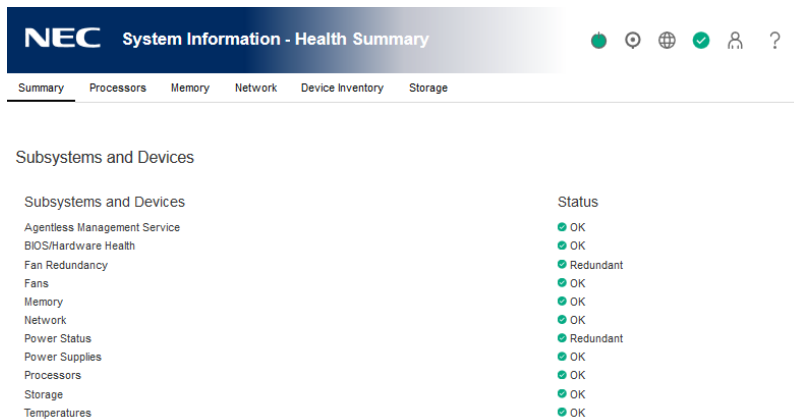 NEC System Information - Health Summary ?
Summary Processors Memory Network Device Inventory Storage
Subsystems and Devices
Subsystems and Devices Status
Agentless Management Service OK
BIOS/Hardware Health OK
Fan Redundancy Redundant
Fans OK
Memory OK
Network OK
Power Status Redundant
Power Supplies OK
Processors OK
Storage OK
Temperatures OK